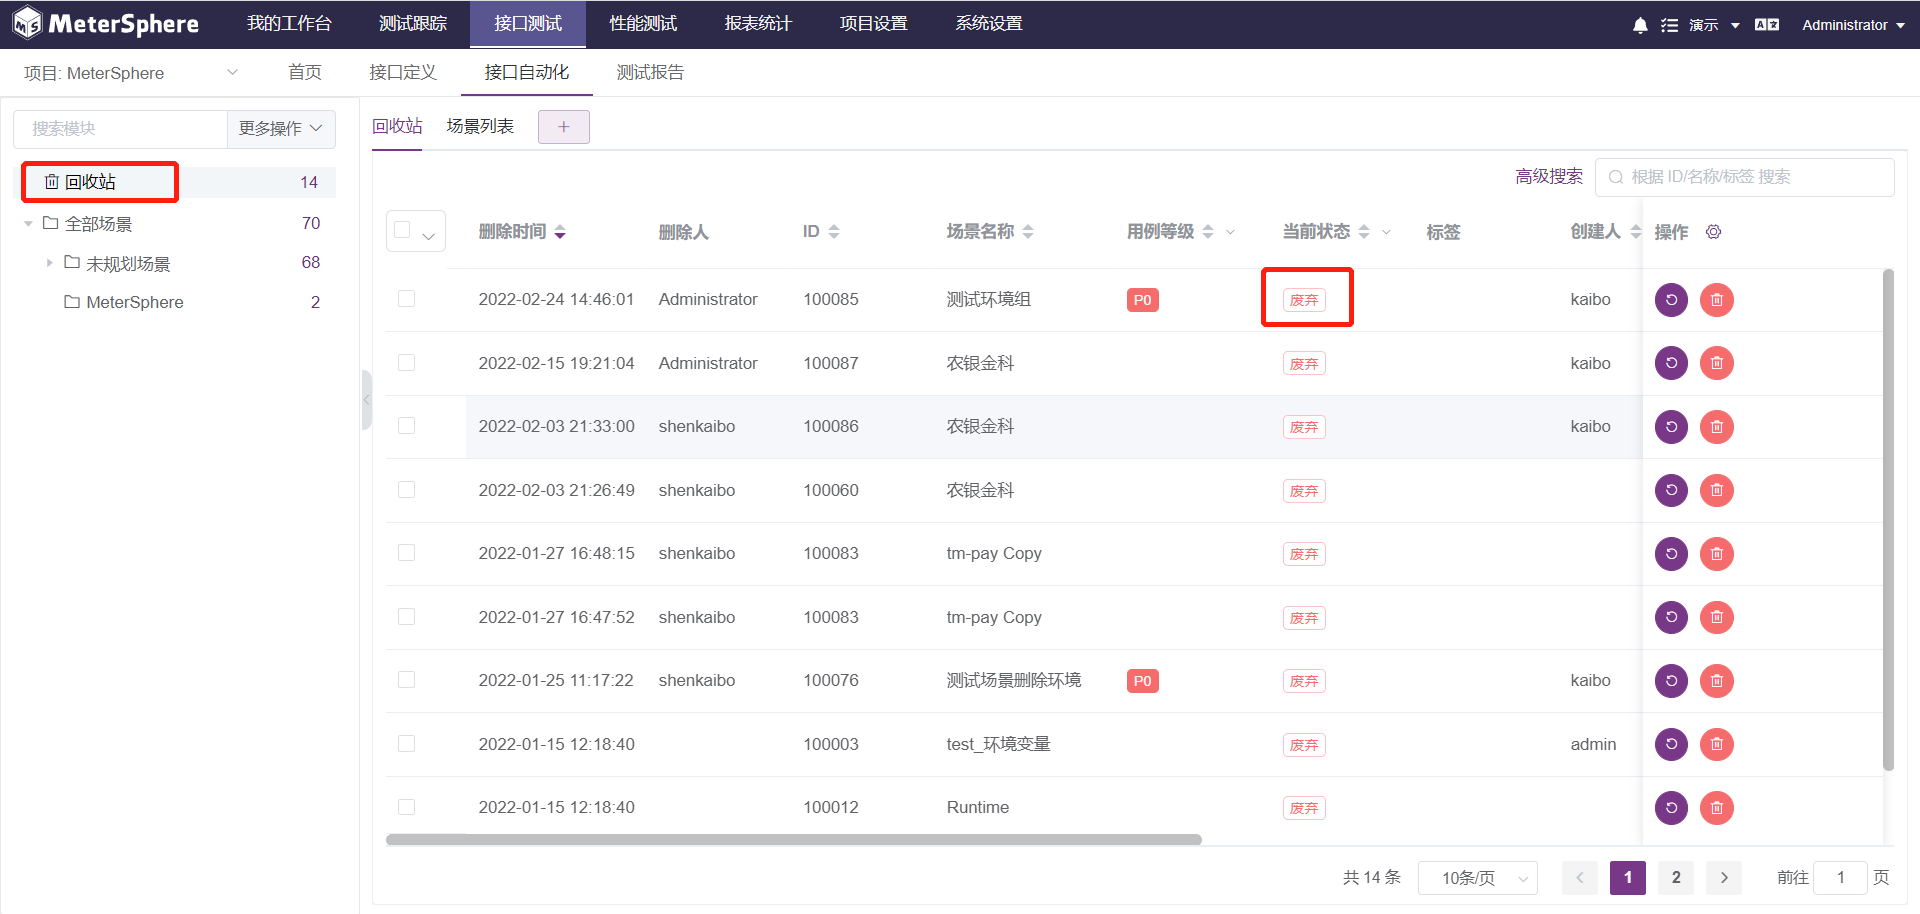 MeterSphere 我的工作台 测试跟踪 接口测试 性能测试 报表统计 项目设置 系统设置 演示 Administrator
项目: MeterSphere 首页 接口定义 接口自动化 测试报告
搜索模块 更多操作
回收站 14
全部场景 70
未规划场景 68
MeterSphere 2
回收站 场景列表 +
高级搜索 根据 ID/名称/标签 搜索
删除时间 删除人 ID 场景名称 用例等级 当前状态 标签 创建人 操作
2022-02-24 14:46:01 Administrator 100085 测试环境组 P0 废弃 kaibo
2022-02-15 19:21:04 Administrator 100087 农银金科 废弃 kaibo
2022-02-03 21:33:00 shenkaibo 100086 农银金科 废弃 kaibo
2022-02-03 21:26:49 shenkaibo 100060 农银金科 废弃
2022-01-27 16:48:15 shenkaibo 100083 tm-pay Copy 废弃
2022-01-27 16:47:52 shenkaibo 100083 tm-pay Copy 废弃
2022-01-25 11:17:22 shenkaibo 100076 测试场景删除环境 P0 废弃 kaibo
2022-01-15 12:18:40 100003 test_环境变量 废弃 admin
2022-01-15 12:18:40 100012 Runtime 废弃
共 14 条 10条/页 < 1 2 > 前往 1 页